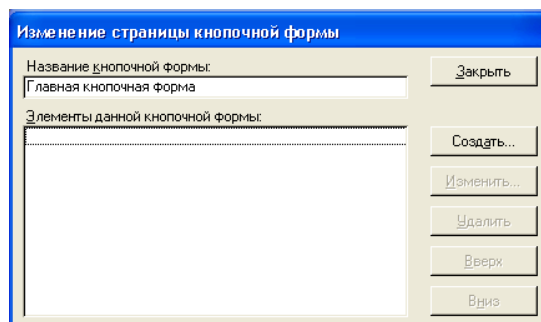 Изменение страницы кнопочной формы
Название кнопочной формы:
Главная кнопочная форма
Закрыть
Элементы данной кнопочной формы:
Создать...
Изменить...
Удалить
Вверх
Вниз